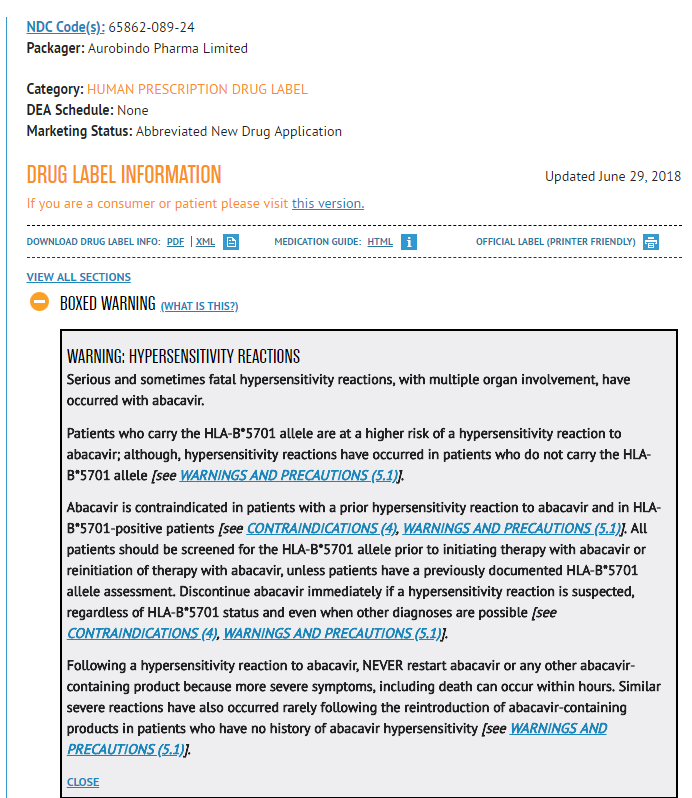 NDC Code(s): 65862-089-24
Packager: Aurobindo Pharma Limited
Category: HUMAN PRESCRIPTION DRUG LABEL
DEA Schedule: None
Marketing Status: Abbreviated New Drug Application
DRUG LABEL INFORMATION Updated June 29, 2018
If you are a consumer or patient please visit this version.
DOWNLOAD DRUG LABEL INFO: PDF | XML MEDICATION GUIDE: HTML OFFICIAL LABEL (PRINTER FRIENDLY)
VIEW ALL SECTIONS
BOXED WARNING (WHAT IS THIS?)
WARNING: HYPERSENSITIVITY REACTIONS
Serious and sometimes fatal hypersensitivity reactions, with multiple organ involvement, have
occurred with abacavir.
Patients who carry the HLA-B*5701 allele are at a higher risk of a hypersensitivity reaction to
abacavir; although, hypersensitivity reactions have occurred in patients who do not carry the HLA-
B*5701 allele [see WARNINGS AND PRECAUTIONS (5.1)].
Abacavir is contraindicated in patients with a prior hypersensitivity reaction to abacavir and in HLA-
B*5701-positive patients [see CONTRAINDICATIONS (4), WARNINGS AND PRECAUTIONS (5.1)]. All
patients should be screened for the HLA-B*5701 allele prior to initiating therapy with abacavir or
reinitiation of therapy with abacavir, unless patients have a previously documented HLA-B*5701
allele assessment. Discontinue abacavir immediately if a hypersensitivity reaction is suspected,
regardless of HLA-B*5701 status and even when other diagnoses are possible [see
CONTRAINDICATIONS (4), WARNINGS AND PRECAUTIONS (5.1)].
Following a hypersensitivity reaction to abacavir, NEVER restart abacavir or any other abacavir-
containing product because more severe symptoms, including death can occur within hours. Similar
severe reactions have also occurred rarely following the reintroduction of abacavir-containing
products in patients who have no history of abacavir hypersensitivity [see WARNINGS AND
PRECAUTIONS (5.1)].
CLOSE